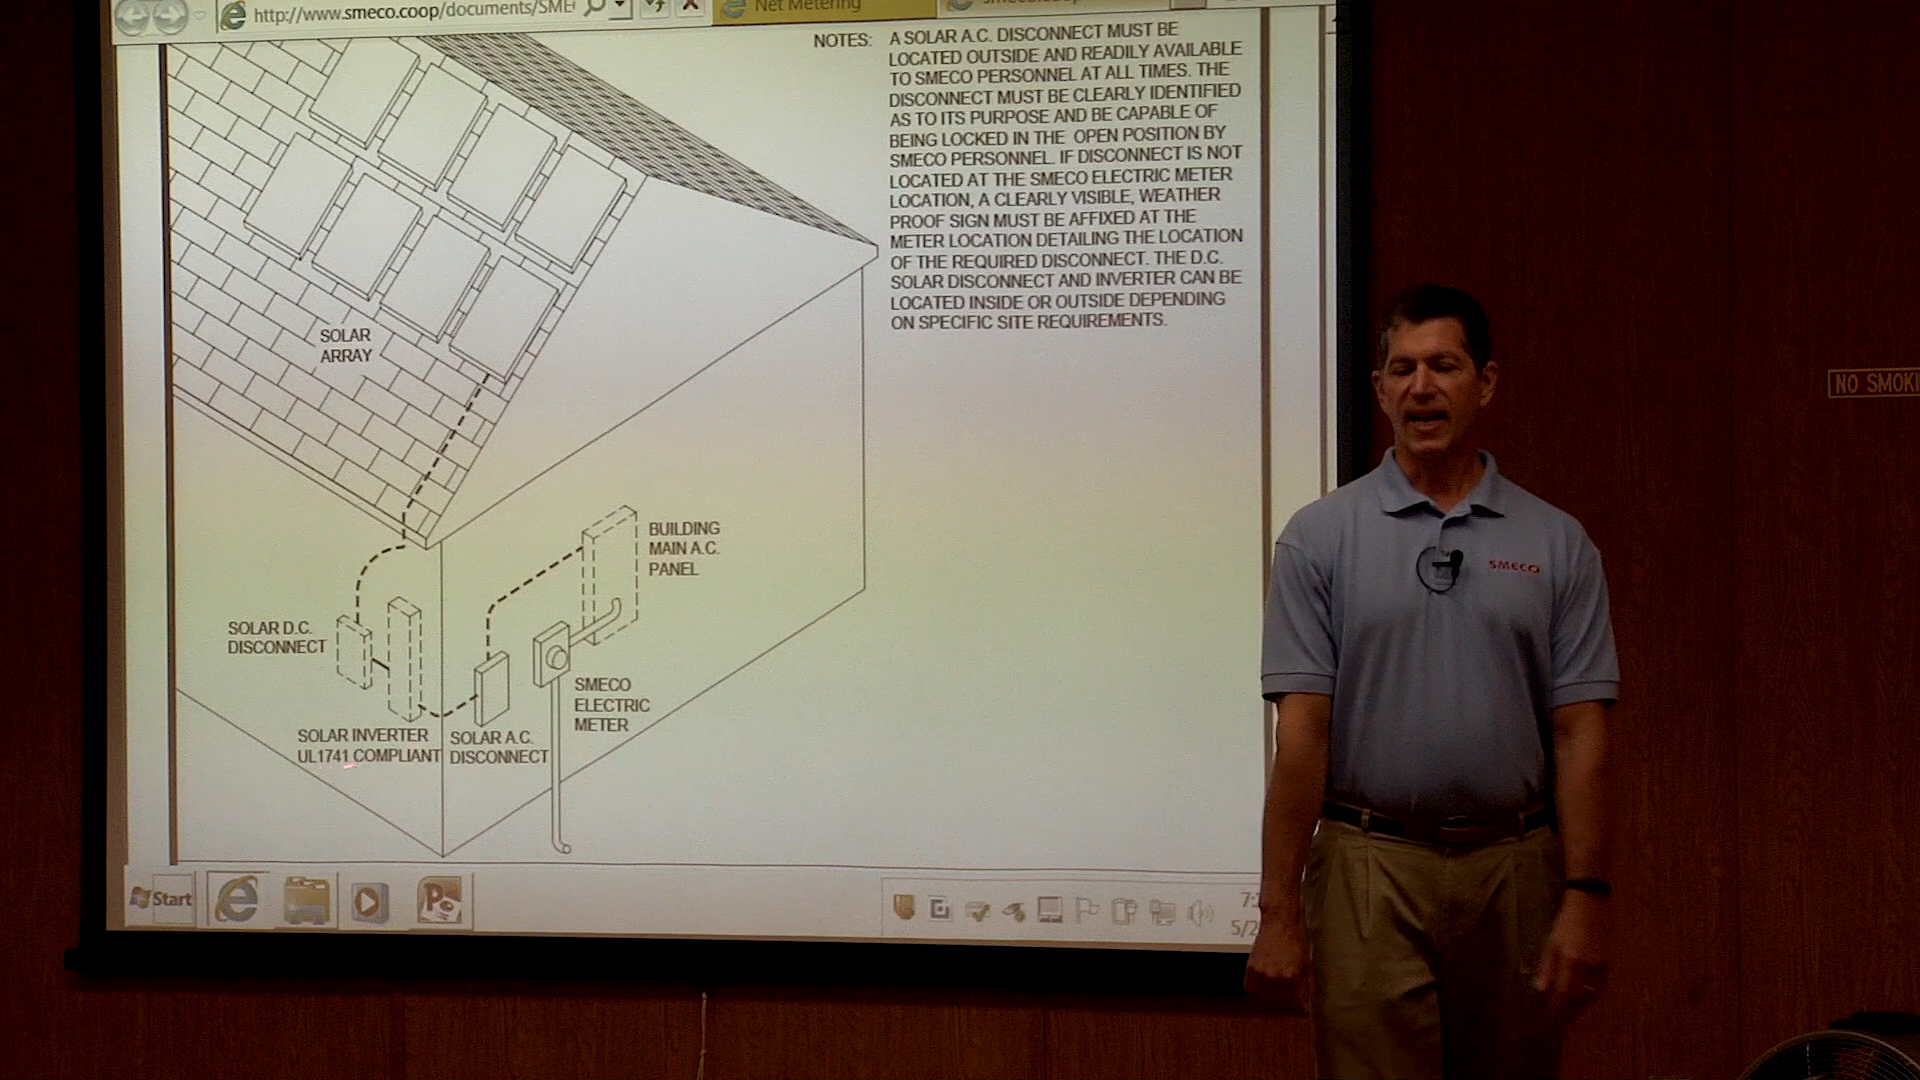 http://www.smeco.coop/documents/SME
Net Metering
NOTES: A SOLAR A.C. DISCONNECT MUST BE
LOCATED OUTSIDE AND READILY AVAILABLE
TO SMECO PERSONNEL AT ALL TIMES. THE
DISCONNECT MUST BE CLEARLY IDENTIFIED
AS TO ITS PURPOSE AND BE CAPABLE OF
BEING LOCKED IN THE OPEN POSITION BY
SMECO PERSONNEL. IF DISCONNECT IS NOT
LOCATED AT THE SMECO ELECTRIC METER
LOCATION, A CLEARLY VISIBLE, WEATHER
PROOF SIGN MUST BE AFFIXED AT THE
METER LOCATION DETAILING THE LOCATION
OF THE REQUIRED DISCONNECT. THE D.C.
SOLAR DISCONNECT AND INVERTER CAN BE
LOCATED INSIDE OR OUTSIDE DEPENDING
ON SPECIFIC SITE REQUIREMENTS.
SOLAR
ARRAY
BUILDING
MAIN A.C.
PANEL
SOLAR D.C.
DISCONNECT
SMECO
ELECTRIC
METER
SOLAR INVERTER
UL1741 COMPLIANT
SOLAR A.C.
DISCONNECT
Start
7:
5/2
SMECO
NO SMOKI